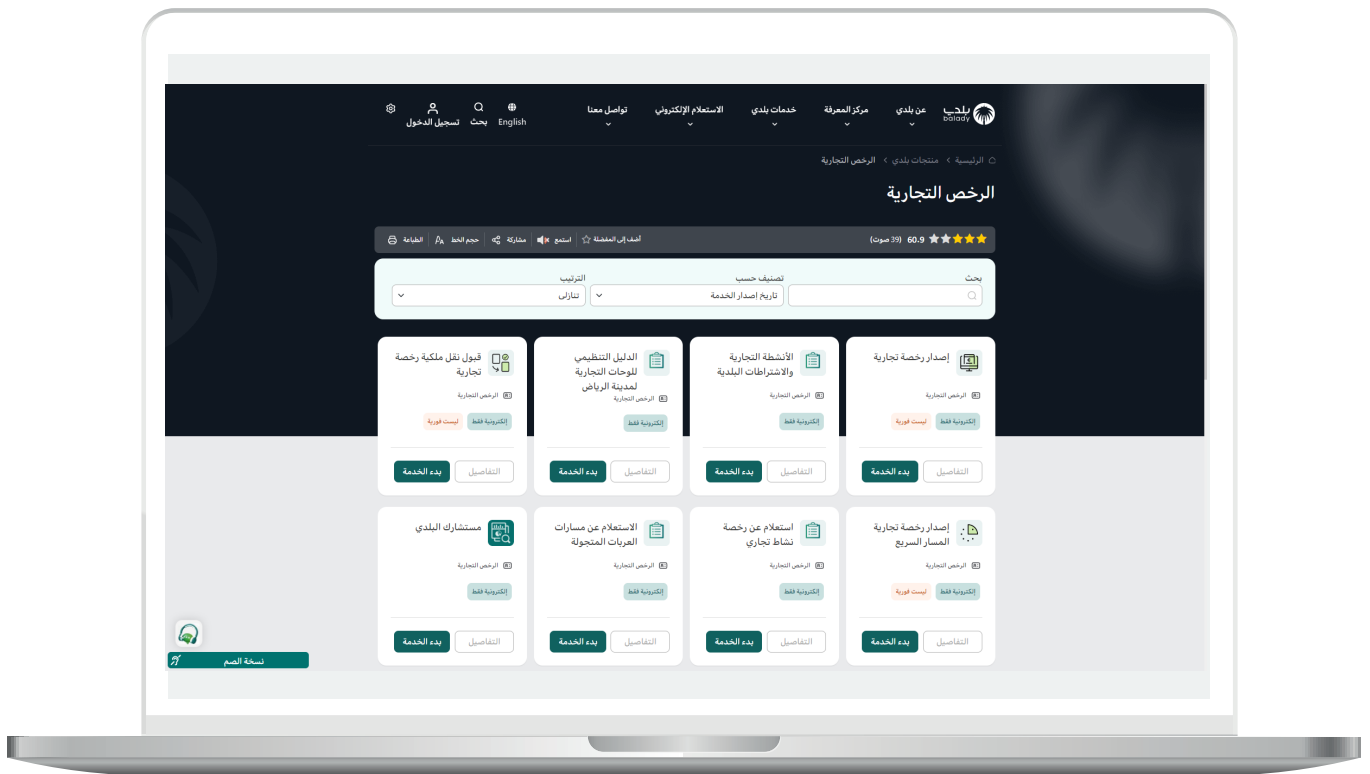 بلدي
balady
عن بلدي
مركز المعرفة
خدمات بلدي
الاستعلام الإلكتروني
تواصل معنا
English
بحث
تسجيل الدخول
الرئيسية > منتجات بلدي > الرخص التجارية
الرخص التجارية
60.9 (39 صوت)
أضف إلى المفضلة
استمع
مشاركة
حجم الخط
الطباعة
بحث
تصنيف حسب
الترتيب
تاريخ إصدار الخدمة
تنازلي
إصدار رخصة تجارية
الرخص التجارية
إلكترونية فقط
ليست فورية
التفاصيل
بدء الخدمة
الأنشطة التجارية
والاشتراطات البلدية
الرخص التجارية
إلكترونية فقط
التفاصيل
بدء الخدمة
الدليل التنظيمي
للوحات التجارية
لمدينة الرياض
الرخص التجارية
إلكترونية فقط
التفاصيل
بدء الخدمة
قبول نقل ملكية رخصة
تجارية
الرخص التجارية
إلكترونية فقط
ليست فورية
التفاصيل
بدء الخدمة
إصدار رخصة تجارية
المسار السريع
الرخص التجارية
إلكترونية فقط
ليست فورية
التفاصيل
بدء الخدمة
استعلام عن رخصة
نشاط تجاري
الرخص التجارية
إلكترونية فقط
التفاصيل
بدء الخدمة
الاستعلام عن مسارات
العربات المتجولة
الرخص التجارية
إلكترونية فقط
التفاصيل
بدء الخدمة
مستشارك البلدي
الرخص التجارية
إلكترونية فقط
التفاصيل
بدء الخدمة
نسخة الصم